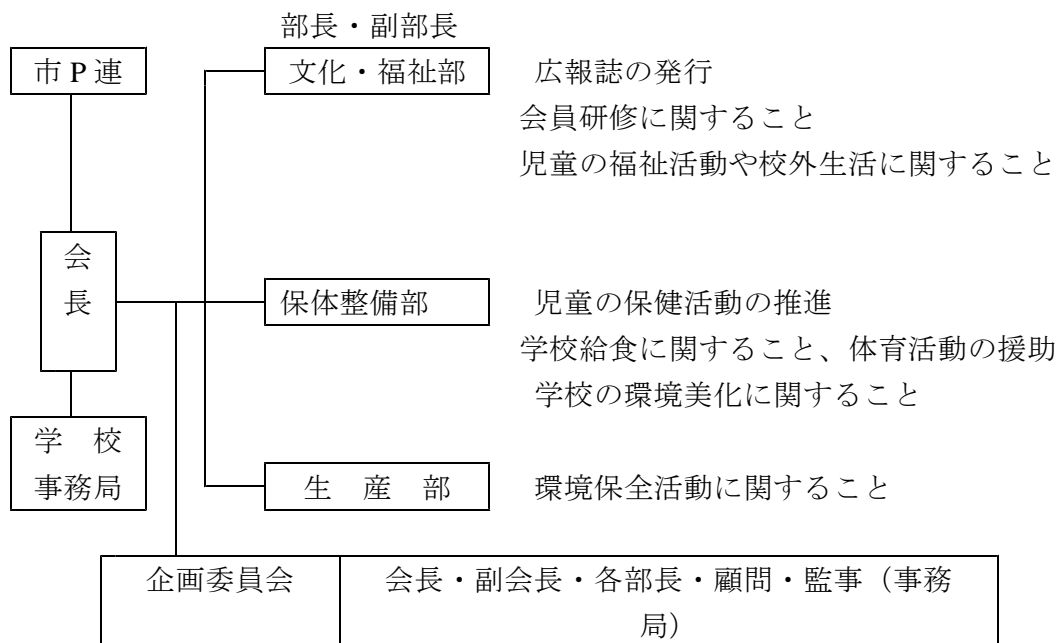 部長・副部長
市P連
文化・福祉部
広報誌の発行
会員研修に関すること
児童の福祉活動や校外生活に関すること
会
長
保体整備部
児童の保健活動の推進
学校給食に関すること、体育活動の援助
学校の環境美化に関すること
学 校
事務局
生 産 部
環境保全活動に関すること
企画委員会
会長・副会長・各部長・顧問・監事（事務
局）